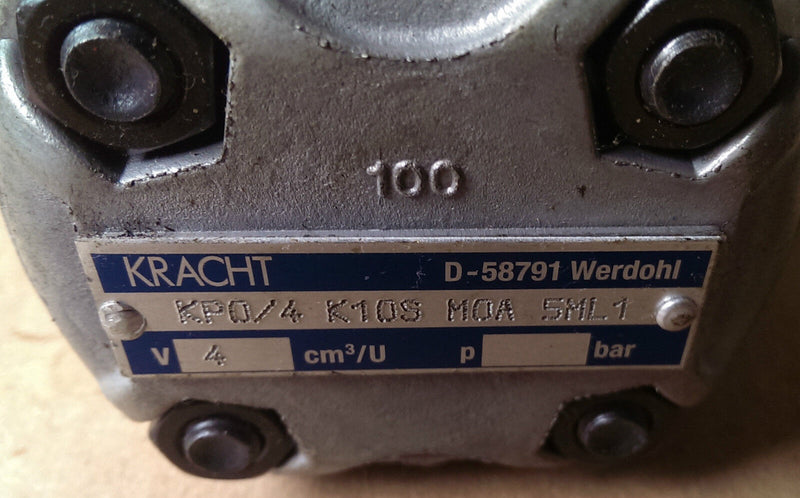 100
KRACHT D-58791 Werdohl
KP0/4 K10S M0A 5ML1
V 4 cm³/U p bar